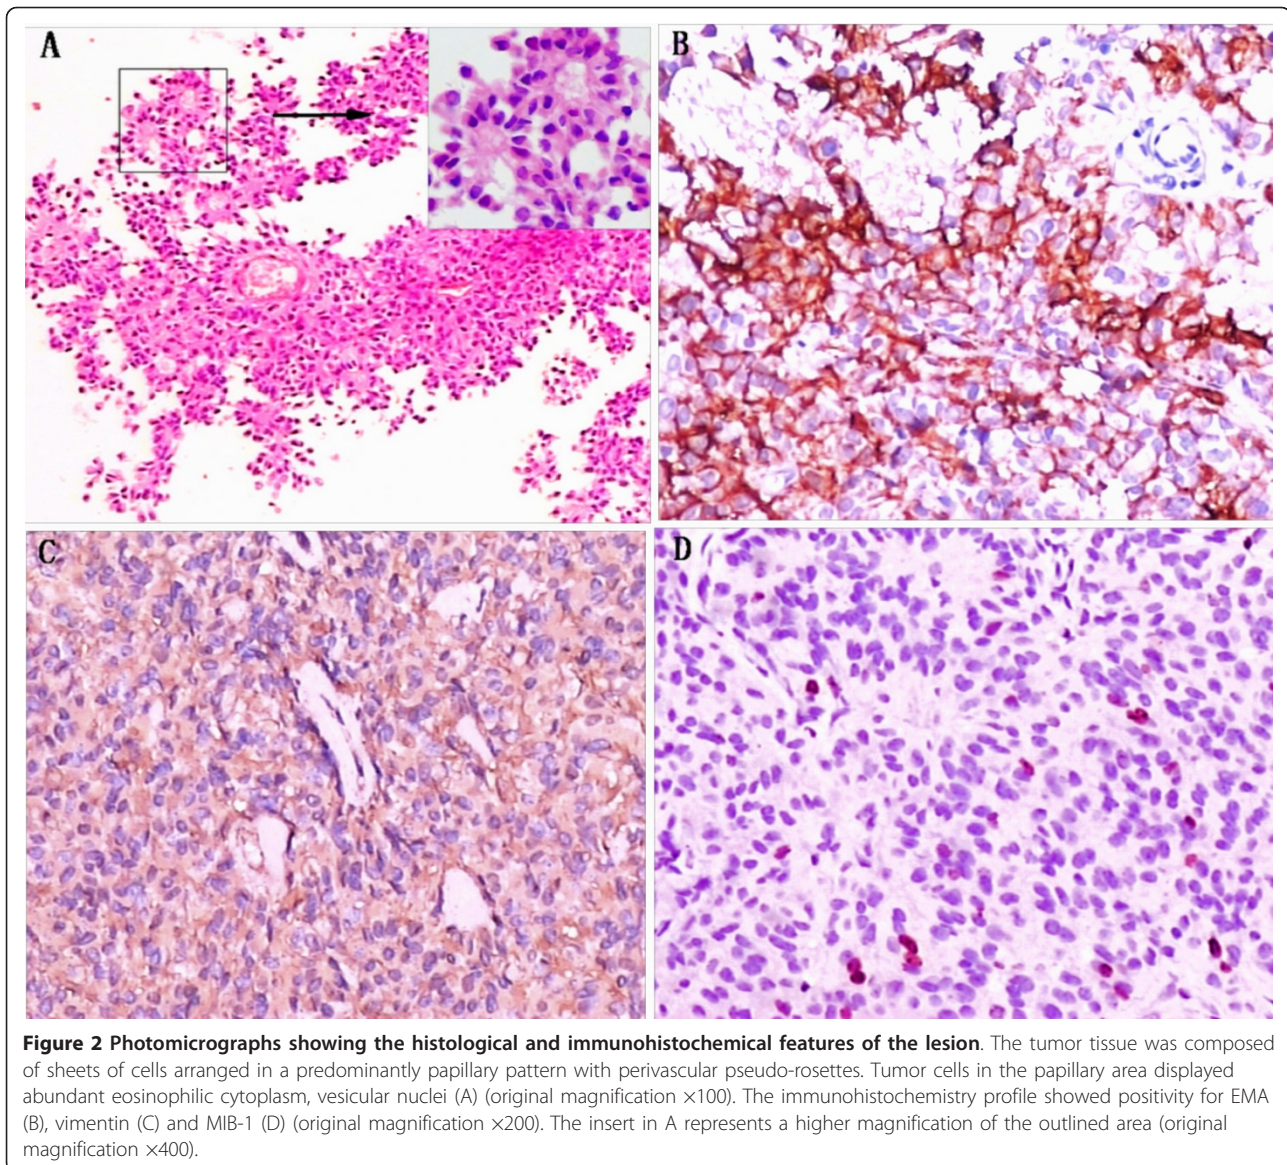 A
B
C
D
Figure 2 Photomicrographs showing the histological and immunohistochemical features of the lesion. The tumor tissue was composed
of sheets of cells arranged in a predominantly papillary pattern with perivascular pseudo-rosettes. Tumor cells in the papillary area displayed
abundant eosinophilic cytoplasm, vesicular nuclei (A) (original magnification ×100). The immunohistochemistry profile showed positivity for EMA
(B), vimentin (C) and MIB-1 (D) (original magnification ×200). The insert in A represents a higher magnification of the outlined area (original
magnification ×400).